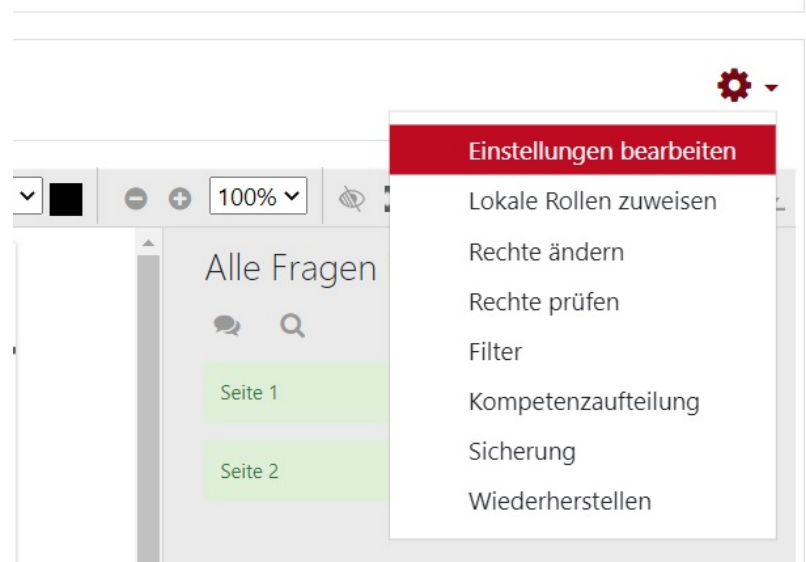 Einstellungen bearbeiten
100%
Lokale Rollen zuweisen
Alle Fragen
Rechte ändern
Rechte prüfen
Filter
Seite 1
Kompetenzaufteilung
Sicherung
Seite 2
Wiederherstellen